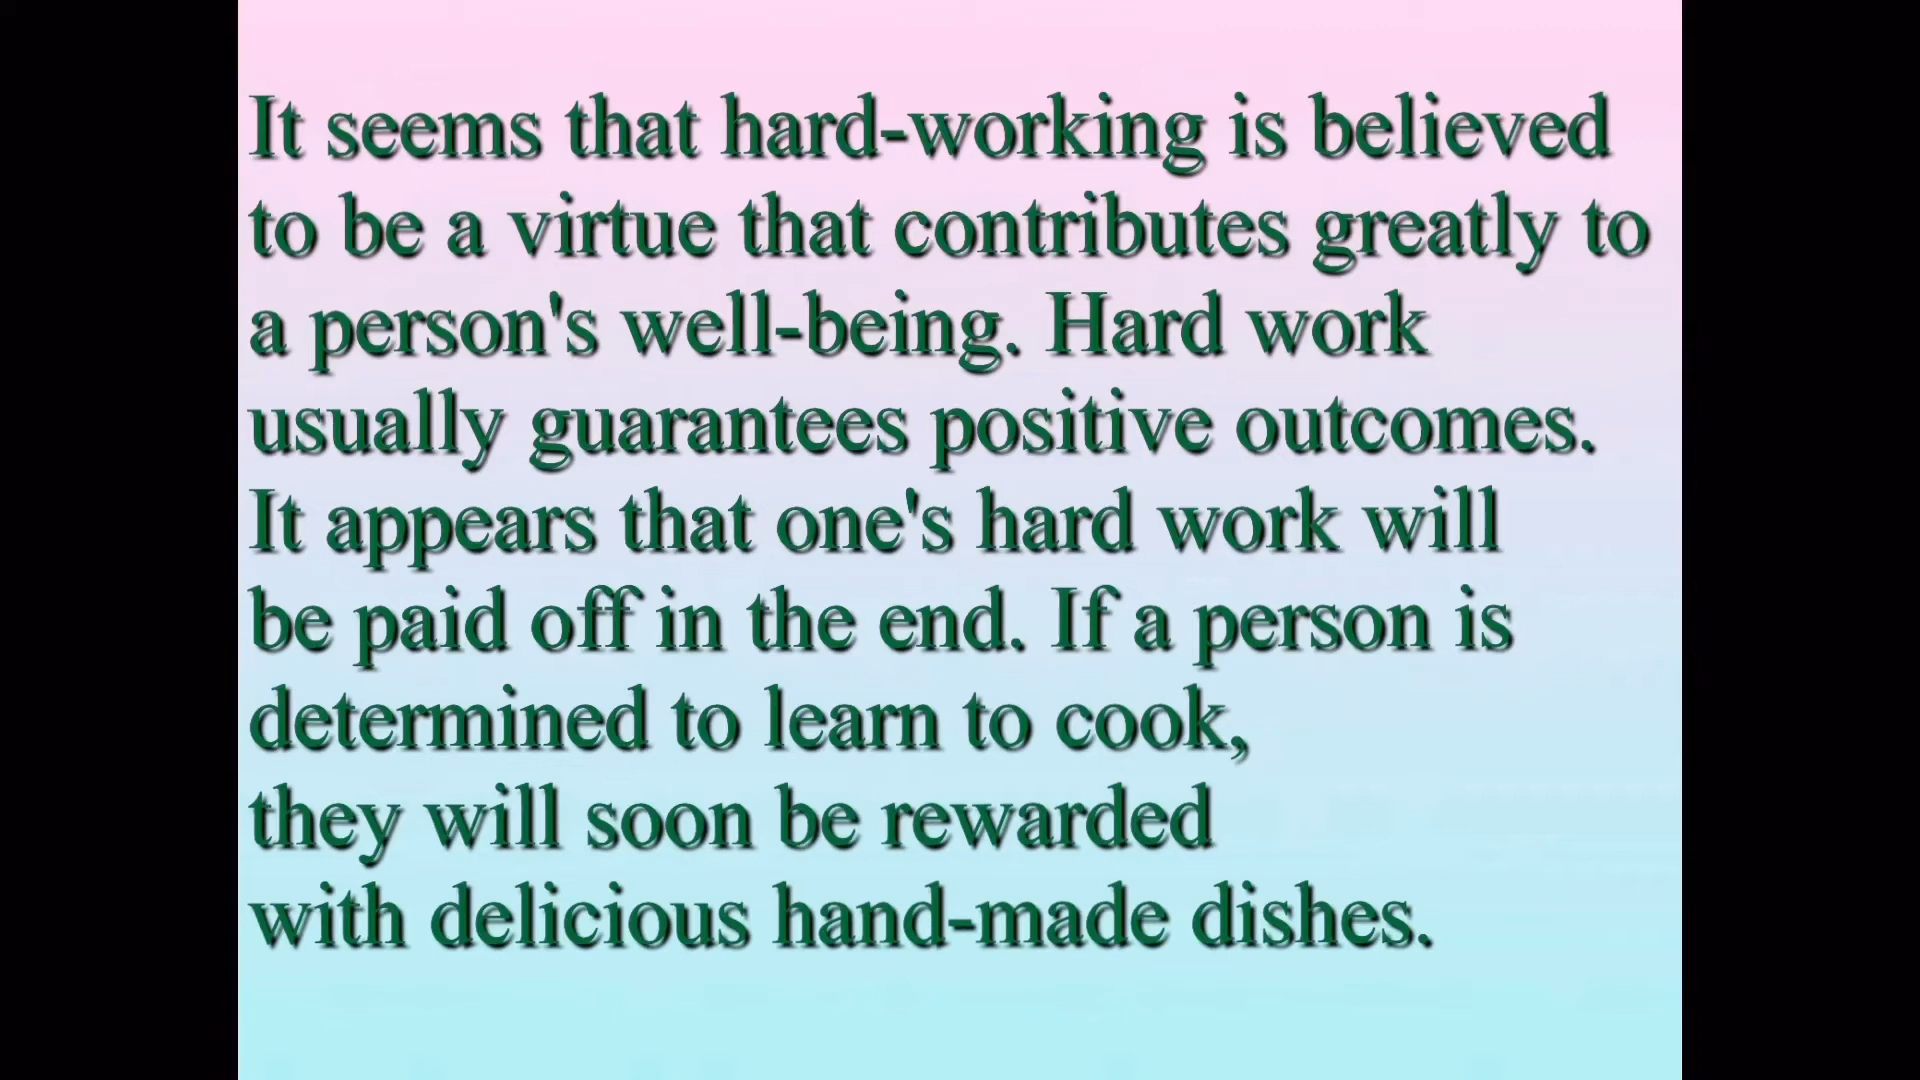 It seems that hard-working is believed
to be a virtue that contributes greatly to
a person's well-being. Hard work
usually guarantees positive outcomes.
It appears that one's hard work will
be paid off in the end. If a person is
determined to learn to cook,
they will soon be rewarded
with delicious hand-made dishes.